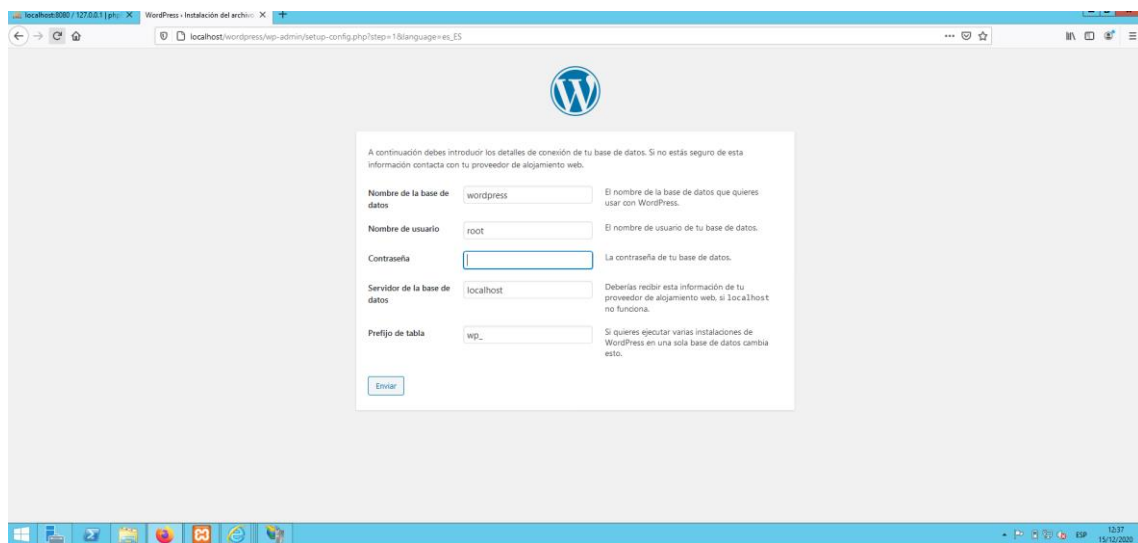 localhost:8080 / 127.0.0.1 | php
WordPress › Instalación del archivo
localhost/wordpress/wp-admin/setup-config.php?step=1&language=es_ES
A continuación debes introducir los detalles de conexión de tu base de datos. Si no estás seguro de esta
información contacta con tu proveedor de alojamiento web.
Nombre de la base de
datos
wordpress
El nombre de la base de datos que quieres
usar con WordPress.
Nombre de usuario
root
El nombre de usuario de tu base de datos.
Contraseña
La contraseña de tu base de datos.
Servidor de la base de
datos
localhost
Deberías recibir esta información de tu
proveedor de alojamiento web, si localhost
no funciona.
Prefijo de tabla
wp_
Si quieres ejecutar varias instalaciones de
WordPress en una sola base de datos cambia
esto.
Enviar
ESP
12:37
15/12/2020